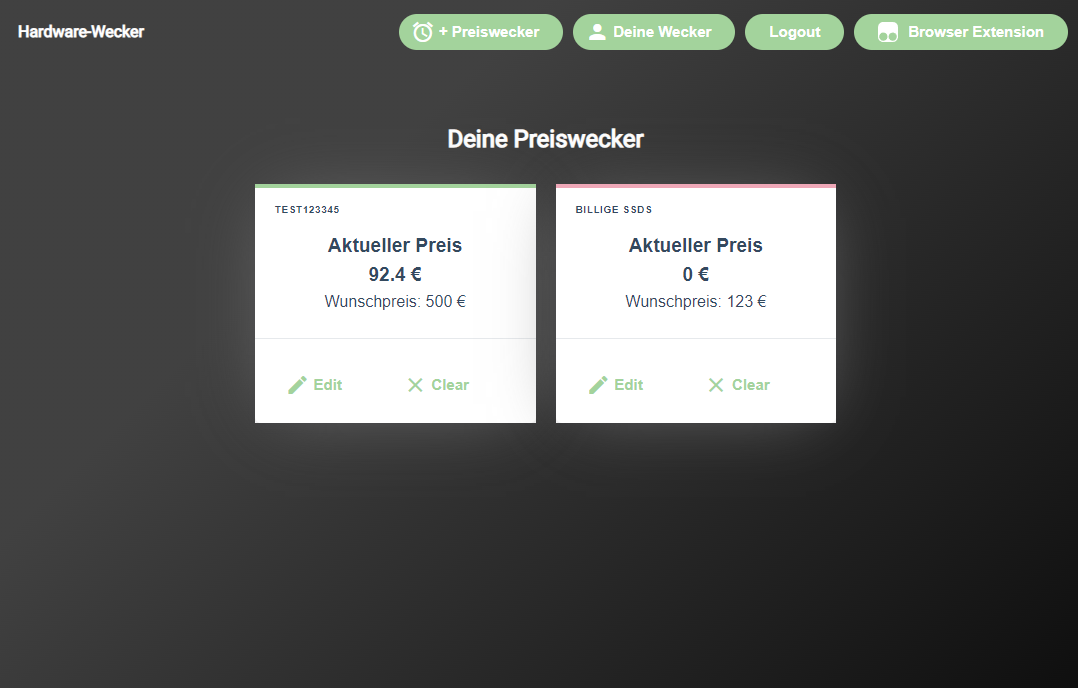 Hardware-Wecker
+ Preiswecker
Deine Wecker
Logout
Browser Extension
Deine Preiswecker
TEST123345
Aktueller Preis
92.4 €
Wunschpreis: 500 €
Edit
Clear
BILLIGE SSDS
Aktueller Preis
0 €
Wunschpreis: 123 €
Edit
Clear